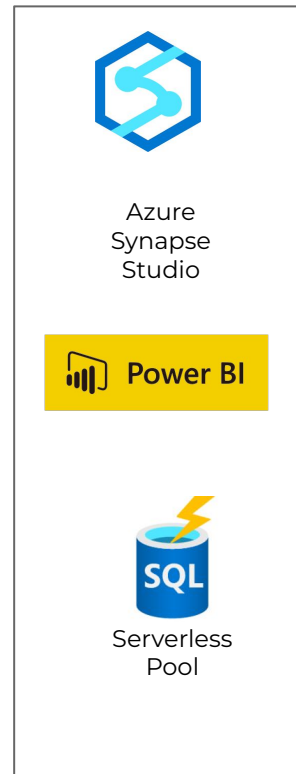 Azure
Synapse
Studio
Power BI
SQL
Serverless
Pool